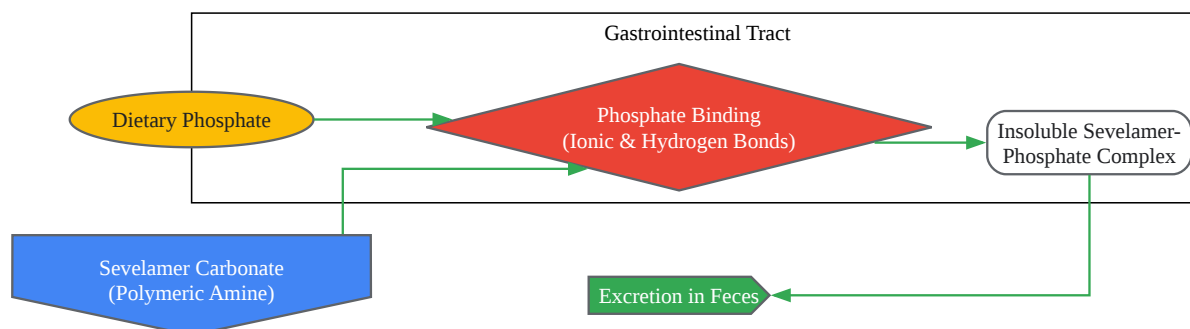 Gastrointestinal Tract
Dietary Phosphate
Phosphate Binding
(Ionic & Hydrogen Bonds)
Insoluble Sevelamer-
Phosphate Complex
Sevelamer Carbonate
(Polymeric Amine)
Excretion in Feces